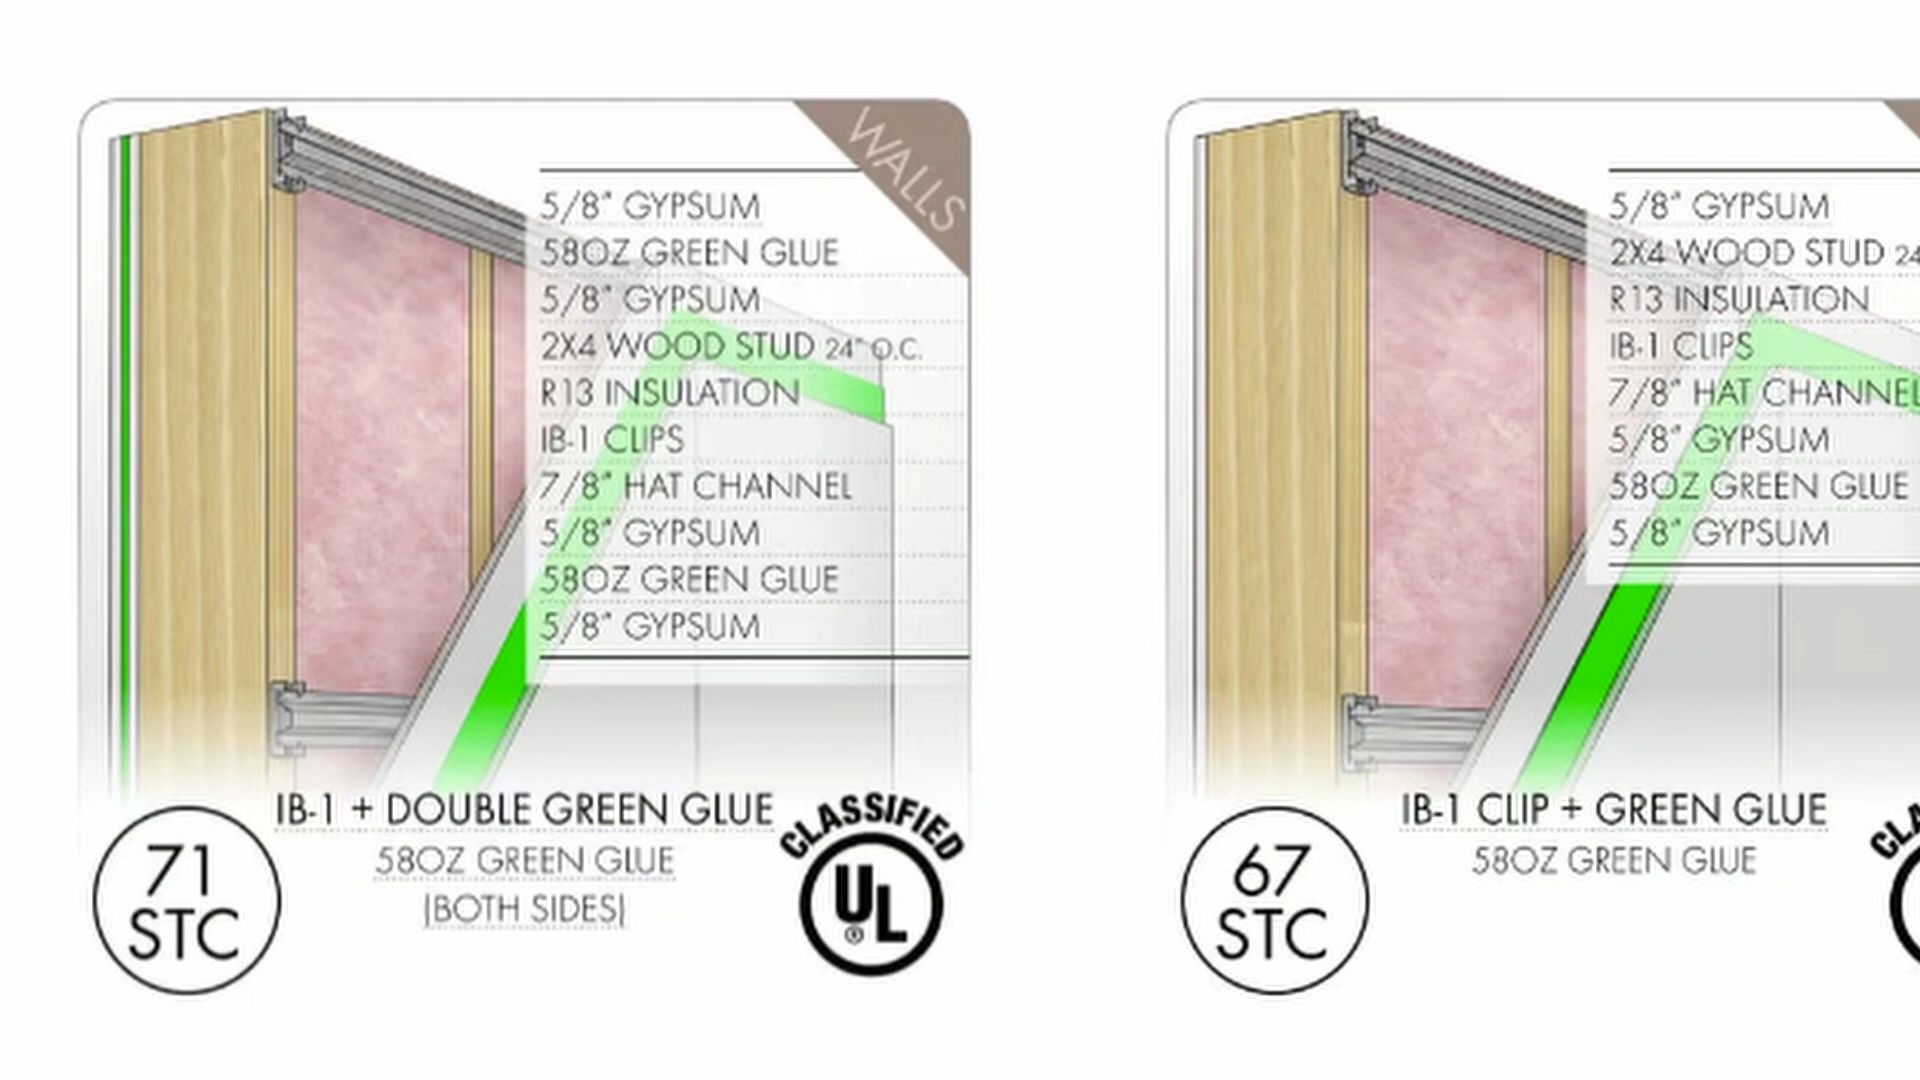 WALLS
5/8" GYPSUM
58OZ GREEN GLUE
5/8" GYPSUM
2X4 WOOD STUD 24" O.C.
R13 INSULATION
IB-1 CLIPS
7/8" HAT CHANNEL
5/8" GYPSUM
58OZ GREEN GLUE
5/8" GYPSUM
IB-1 + DOUBLE GREEN GLUE
58OZ GREEN GLUE
(BOTH SIDES)
71
STC
CLASSIFIED
UL
®
5/8" GYPSUM
2X4 WOOD STUD 24
R13 INSULATION
IB-1 CLIPS
7/8" HAT CHANNEL
5/8" GYPSUM
58OZ GREEN GLUE
5/8" GYPSUM
IB-1 CLIP + GREEN GLUE
58OZ GREEN GLUE
67
STC
CLA